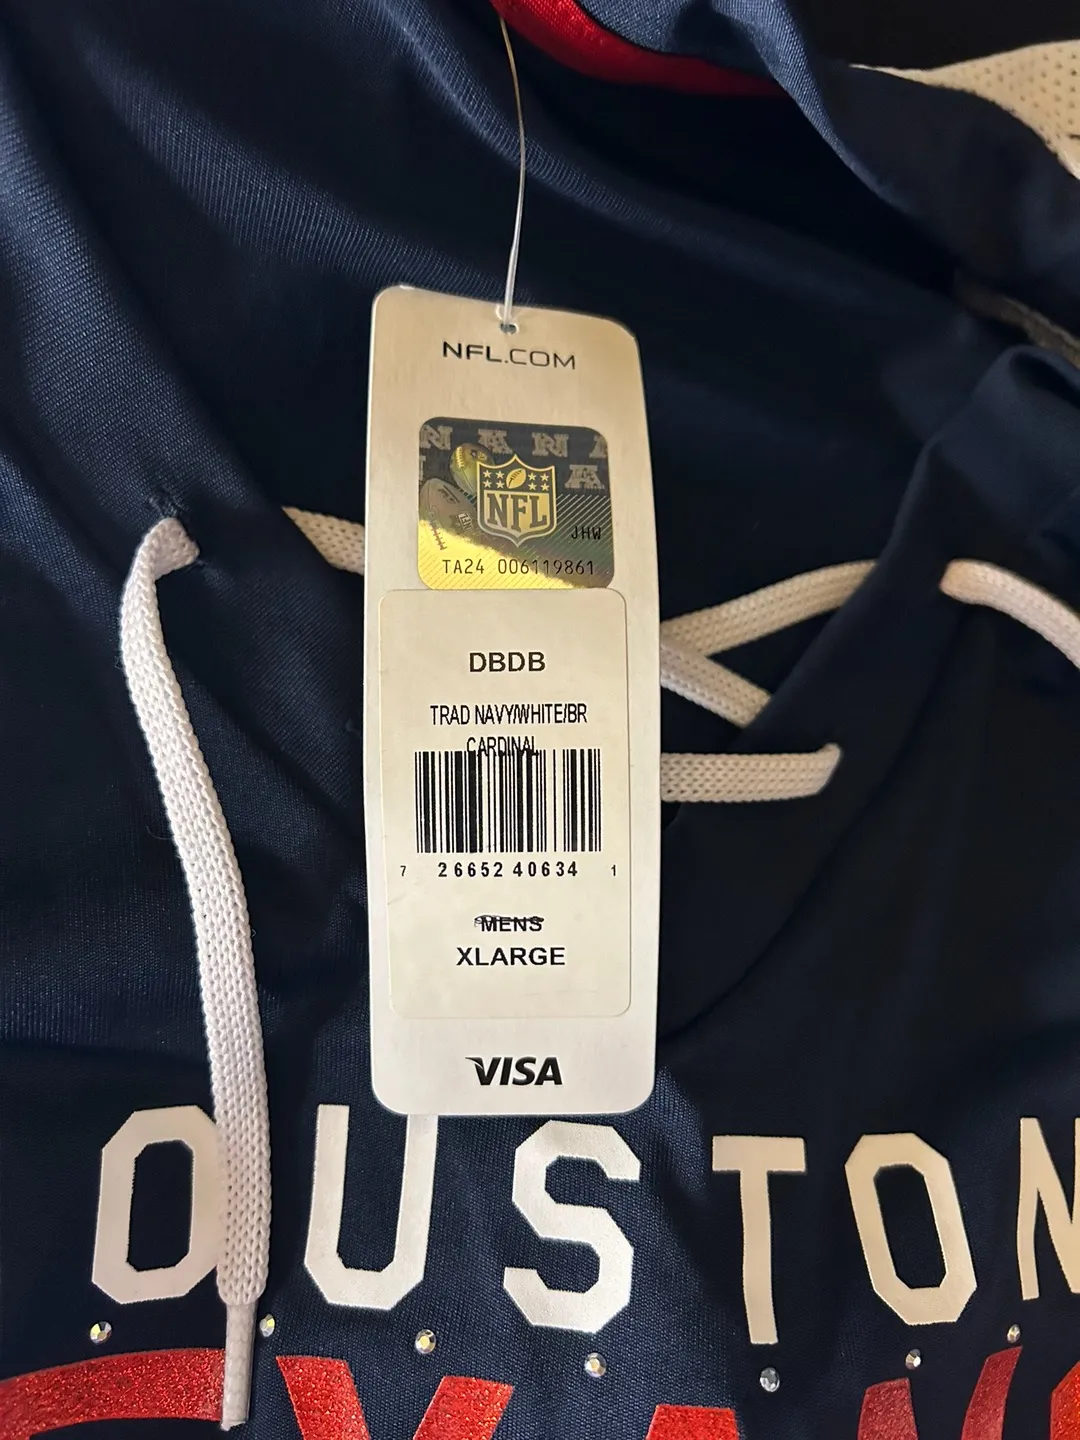 NFL.COM
NFL
JHW
TA24 006119861
DBDB
TRAD NAVY/WHITE/BR
CARDINAL
7 26652 40634 1
MENS
XLARGE
VISA
OUSTON